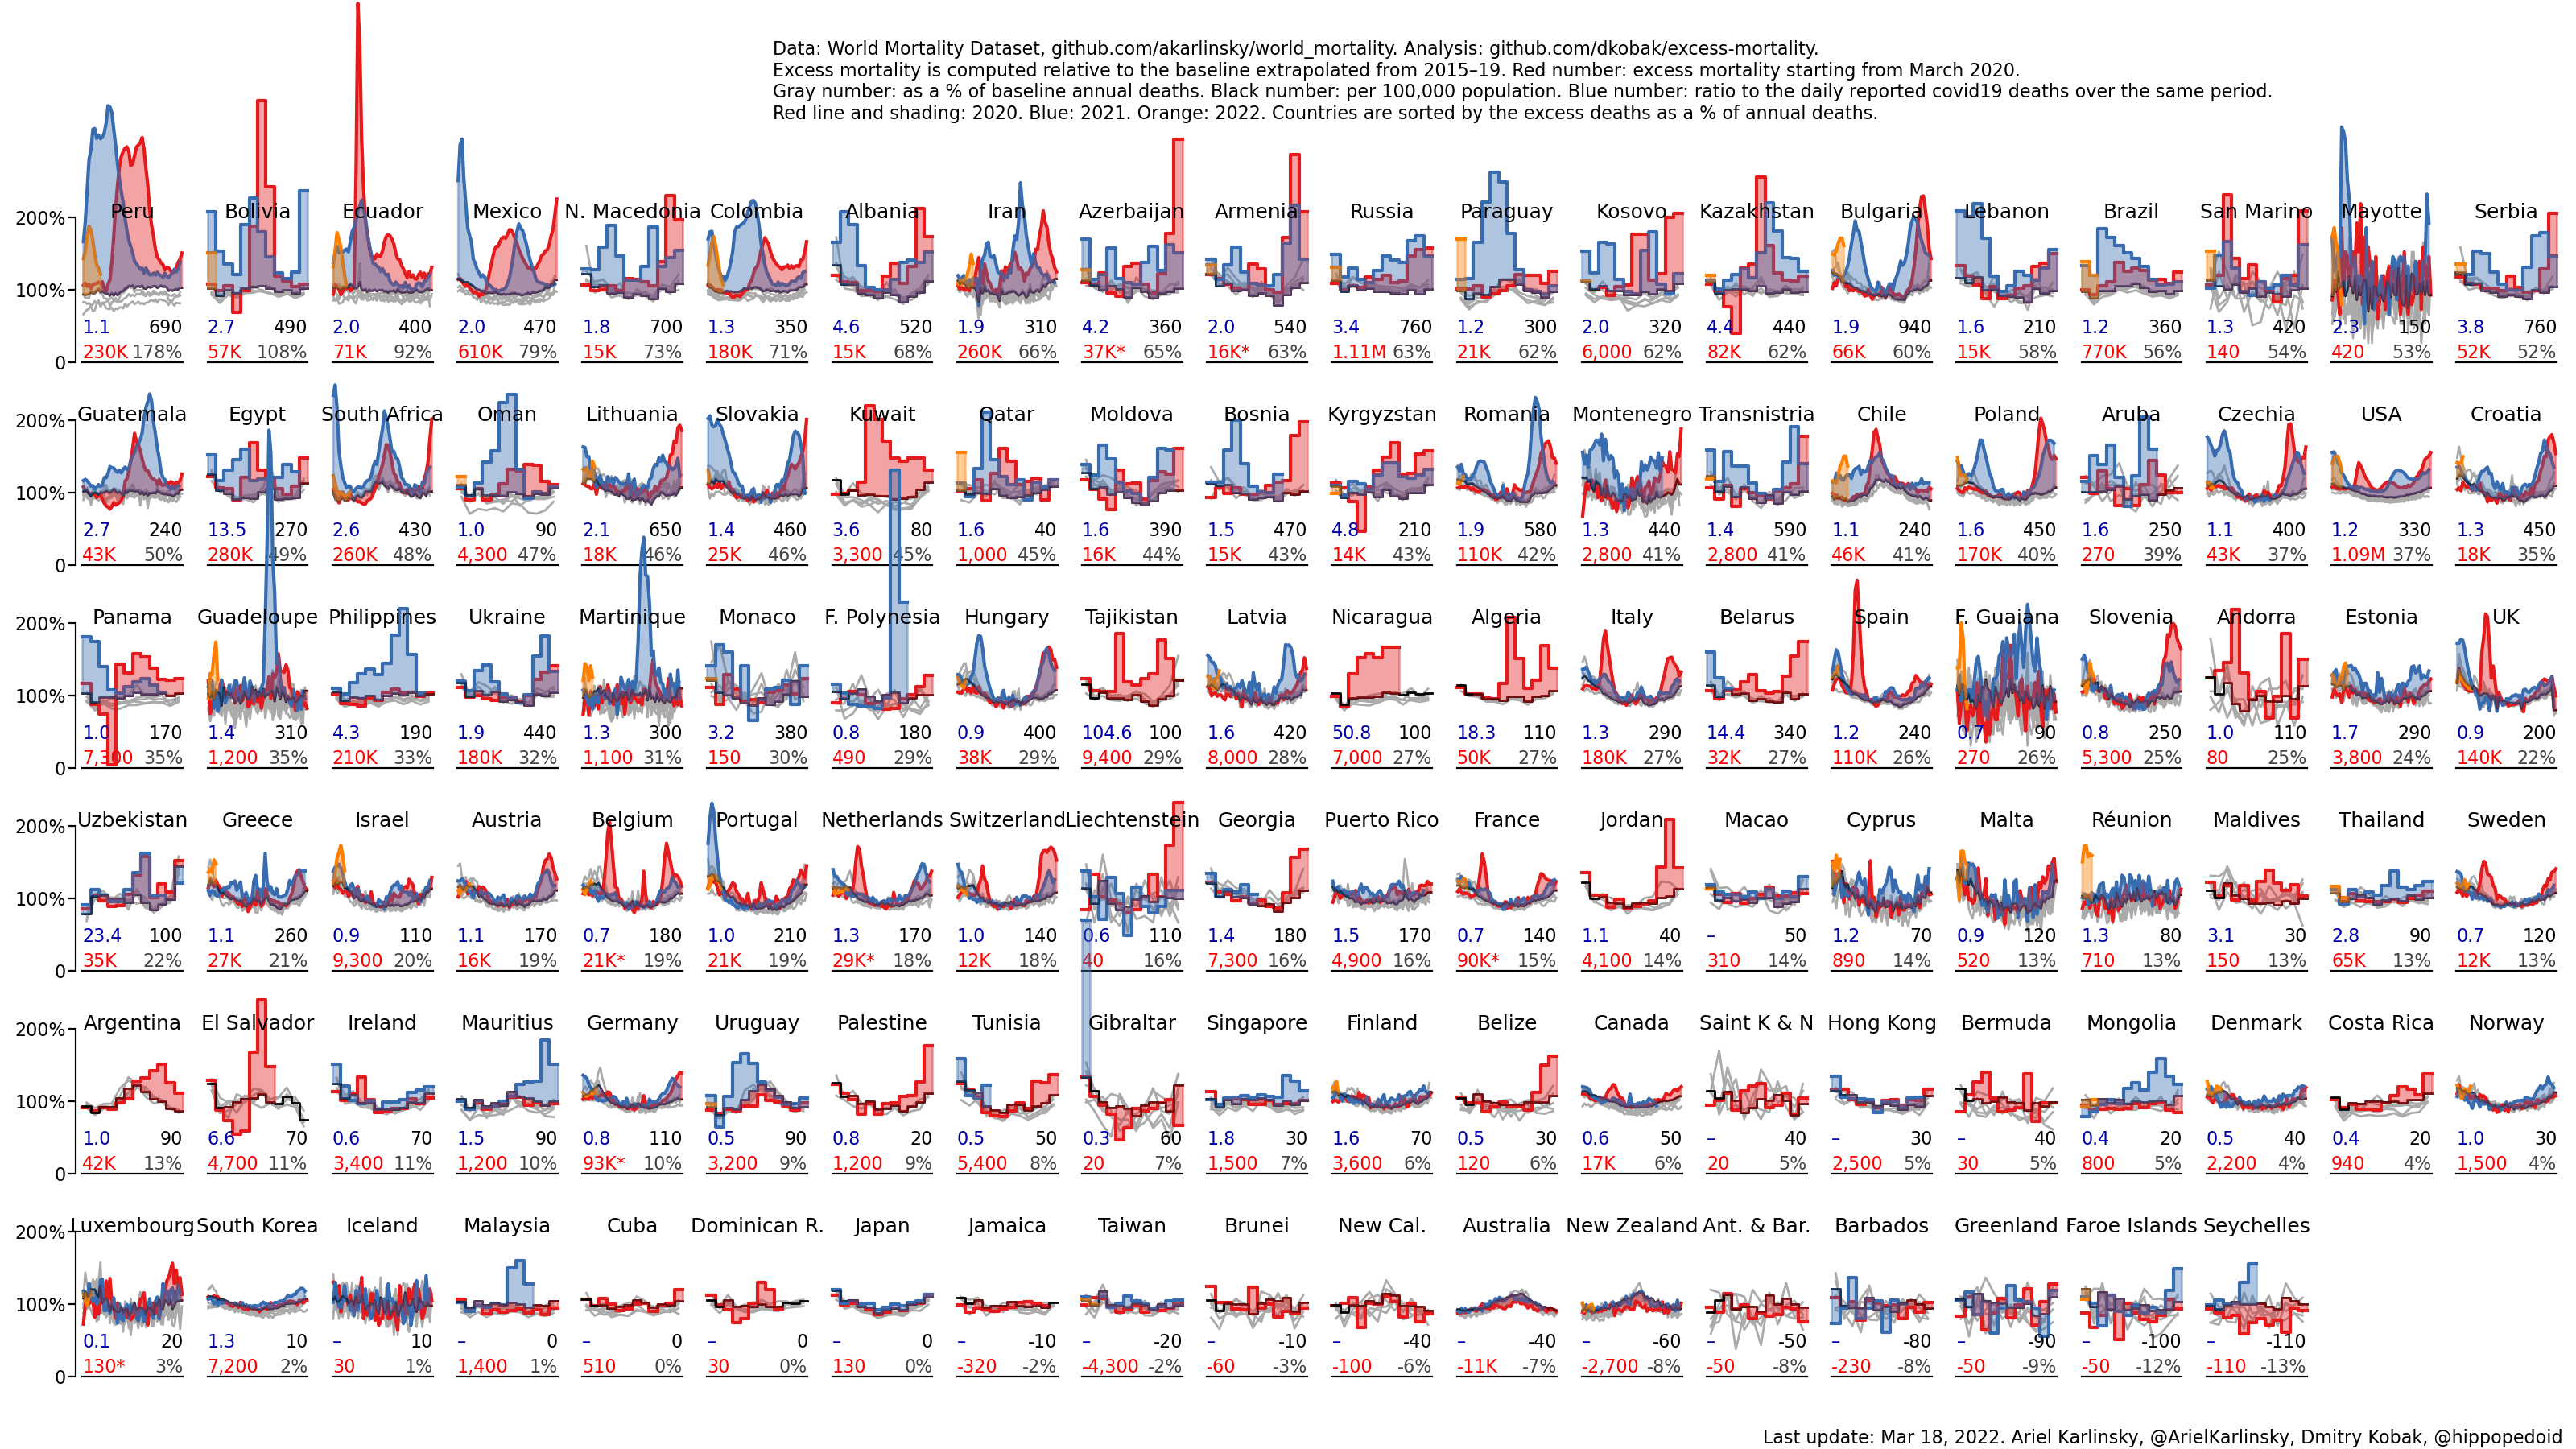 Data: World Mortality Dataset, github.com/akarlinsky/world_mortality. Analysis: github.com/dkobak/excess-mortality.
Excess mortality is computed relative to the baseline extrapolated from 2015–19. Red number: excess mortality starting from March 2020.
Gray number: as a % of baseline annual deaths. Black number: per 100,000 population. Blue number: ratio to the daily reported covid19 deaths over the same period.
Red line and shading: 2020. Blue: 2021. Orange: 2022. Countries are sorted by the excess deaths as a % of annual deaths.
200% Peru Bolivia Ecuador Mexico N. Macedonia Colombia Albania Iran Azerbaijan Armenia Russia Paraguay Kosovo Kazakhstan Bulgaria Lebanon Brazil San Marino Mayotte Serbia
100%
1.1 690 2.7 490 2.0 400 2.0 470 1.8 700 1.3 350 4.6 520 1.9 310 4.2 360 2.0 540 3.4 760 1.2 300 2.0 320 4.4 440 1.9 940 1.6 210 1.2 360 1.3 420 2.3 150 3.8 760
0 230K 178% 57K 108% 71K 92% 610K 79% 15K 73% 180K 71% 15K 68% 260K 66% 37K* 65% 16K* 63% 1.11M 63% 21K 62% 6,000 62% 82K 62% 66K 60% 15K 58% 770K 56% 140 54% 420 53% 52K 52%
200% Guatemala Egypt South Africa Oman Lithuania Slovakia Kuwait Qatar Moldova Bosnia Kyrgyzstan Romania Montenegro Transnistria Chile Poland Aruba Czechia USA Croatia
100%
2.7 240 13.5 270 2.6 430 1.0 90 2.1 650 1.4 460 3.6 80 1.6 40 1.6 390 1.5 470 4.8 210 1.9 580 1.3 440 1.4 590 1.1 240 1.6 450 1.6 250 1.1 400 1.2 330 1.3 450
0 43K 50% 280K 49% 260K 48% 4,300 47% 18K 46% 25K 46% 3,300 45% 1,000 45% 16K 44% 15K 43% 14K 43% 110K 42% 2,800 41% 2,800 41% 46K 41% 170K 40% 270 39% 43K 37% 1.09M 37% 18K 35%
200% Panama Guadeloupe Philippines Ukraine Martinique Monaco F. Polynesia Hungary Tajikistan Latvia Nicaragua Algeria Italy Belarus Spain F. Guaiana Slovenia Andorra Estonia UK
100%
1.0 170 1.4 310 4.3 190 1.9 440 1.3 300 3.2 380 0.8 180 0.9 400 104.6 100 1.6 420 50.8 100 18.3 110 1.3 290 14.4 340 1.2 240 0.7 90 0.8 250 1.0 110 1.7 290 0.9 200
0 7,300 35% 1,200 35% 210K 33% 180K 32% 1,100 31% 150 30% 490 29% 38K 29% 9,400 29% 8,000 28% 7,000 27% 50K 27% 180K 27% 32K 27% 110K 26% 270 26% 5,300 25% 80 25% 3,800 24% 140K 22%
200% Uzbekistan Greece Israel Austria Belgium Portugal Netherlands Switzerland Liechtenstein Georgia Puerto Rico France Jordan Macao Cyprus Malta Réunion Maldives Thailand Sweden
100%
23.4 100 1.1 260 0.9 110 1.1 170 0.7 180 1.0 210 1.3 170 1.0 140 0.6 110 1.4 180 1.5 170 0.7 140 1.1 40 – 50 1.2 70 0.9 120 1.3 80 3.1 30 2.8 90 0.7 120
0 35K 22% 27K 21% 9,300 20% 16K 19% 21K* 19% 21K 19% 29K* 18% 12K 18% 40 16% 7,300 16% 4,900 16% 90K* 15% 4,100 14% 310 14% 890 14% 520 13% 710 13% 150 13% 65K 13% 12K 13%
200% Argentina El Salvador Ireland Mauritius Germany Uruguay Palestine Tunisia Gibraltar Singapore Finland Belize Canada Saint K & N Hong Kong Bermuda Mongolia Denmark Costa Rica Norway
100%
1.0 90 6.6 70 0.6 70 1.5 90 0.8 110 0.5 90 0.8 20 0.5 50 0.3 60 1.8 30 1.6 70 0.5 30 0.6 50 – 40 – 30 – 40 0.4 20 0.5 40 0.4 20 1.0 30
0 42K 13% 4,700 11% 3,400 11% 1,200 10% 93K* 10% 3,200 9% 1,200 9% 5,400 8% 20 7% 1,500 7% 3,600 6% 120 6% 17K 6% 20 5% 2,500 5% 30 5% 800 5% 2,200 4% 940 4% 1,500 4%
200% Luxembourg South Korea Iceland Malaysia Cuba Dominican R. Japan Jamaica Taiwan Brunei New Cal. Australia New Zealand Ant. & Bar. Barbados Greenland Faroe Islands Seychelles
100%
0.1 20 1.3 10 – 10 – 0 – 0 – 0 – 0 – -10 – -20 – -10 – -40 – -40 – -60 – -50 – -80 – -90 – -100 – -110
0 130* 3% 7,200 2% 30 1% 1,400 1% 510 0% 30 0% 130 0% -320 -2% -4,300 -2% -60 -3% -100 -6% -11K -7% -2,700 -8% -50 -8% -230 -8% -50 -9% -50 -12% -110 -13%
Last update: Mar 18, 2022. Ariel Karlinsky, @ArielKarlinsky, Dmitry Kobak, @hippopedoid